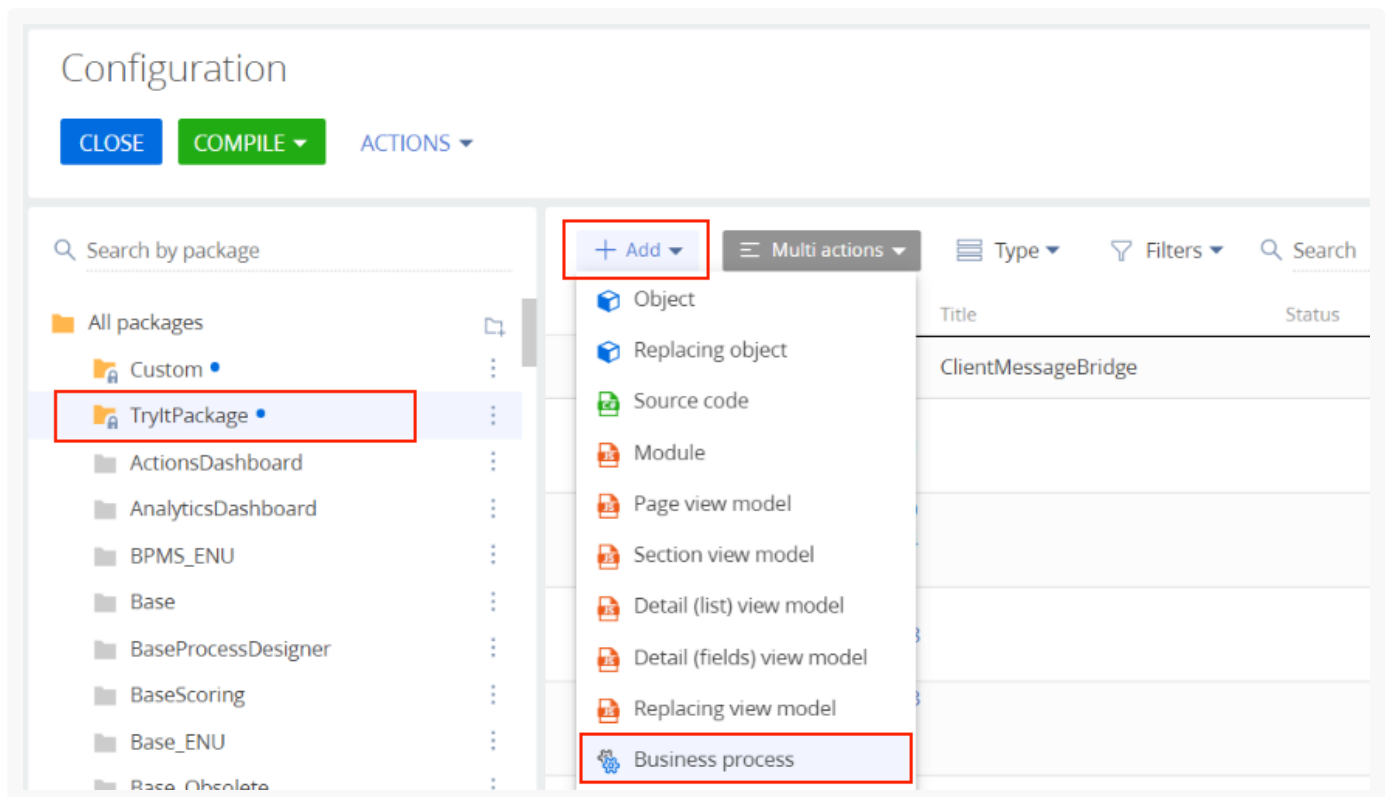 Configuration
CLOSE COMPILE ACTIONS
Search by package
All packages
Custom
TryItPackage
ActionsDashboard
AnalyticsDashboard
BPMS_ENU
Base
BaseProcessDesigner
BaseScoring
Base_ENU
Base_Obsolete
Add Multi actions Type Filters Search
Object
Replacing object
Source code
Module
Page view model
Section view model
Detail (list) view model
Detail (fields) view model
Replacing view model
Business process
Title Status
ClientMessageBridge